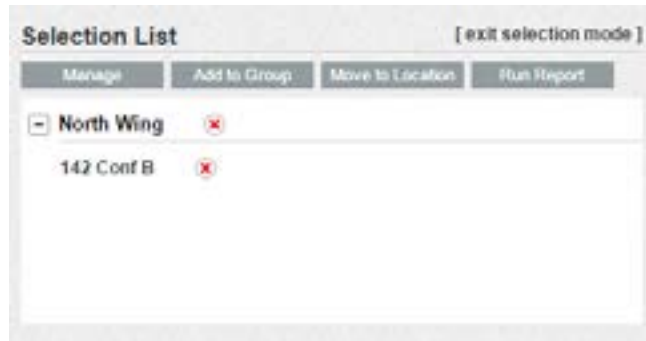 Selection List [ exit selection mode ]
Manage Add to Group Move to Location Run Report
North Wing
142 Conf B